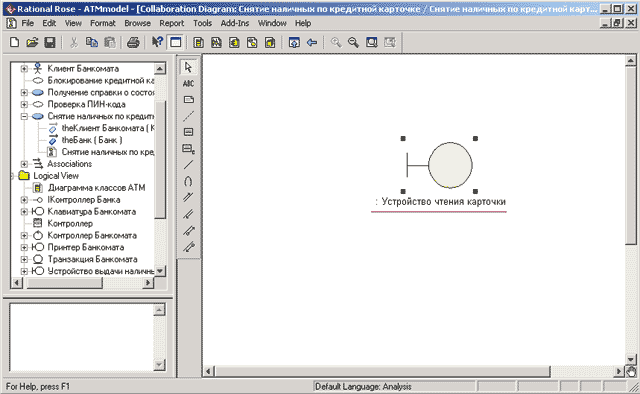 Rational Rose - ATMmodel - [Collaboration Diagram: Снятие наличных по кредитной карточке / Снятие наличных по кредитной карт...
File Edit View Format Browse Report Query Tools Add-Ins Window Help
Клиент Банкомата
Блокирование кредитной ка
Получение справки о состоя
Проверка ПИН-кода
Снятие наличных по кредитн
theКлиент Банкомата ( К
theБанк ( Банк )
Снятие наличных по кред
Associations
Logical View
Диаграмма классов АТМ
IКонтроллер Банка
Клавиатура Банкомата
Контроллер
Контроллер Банкомата
Принтер Банкомата
Транзакция Банкомата
Устройство выдачи наличны
ABC
: Устройство чтения карточки
For Help, press F1
Default Language: Analysis